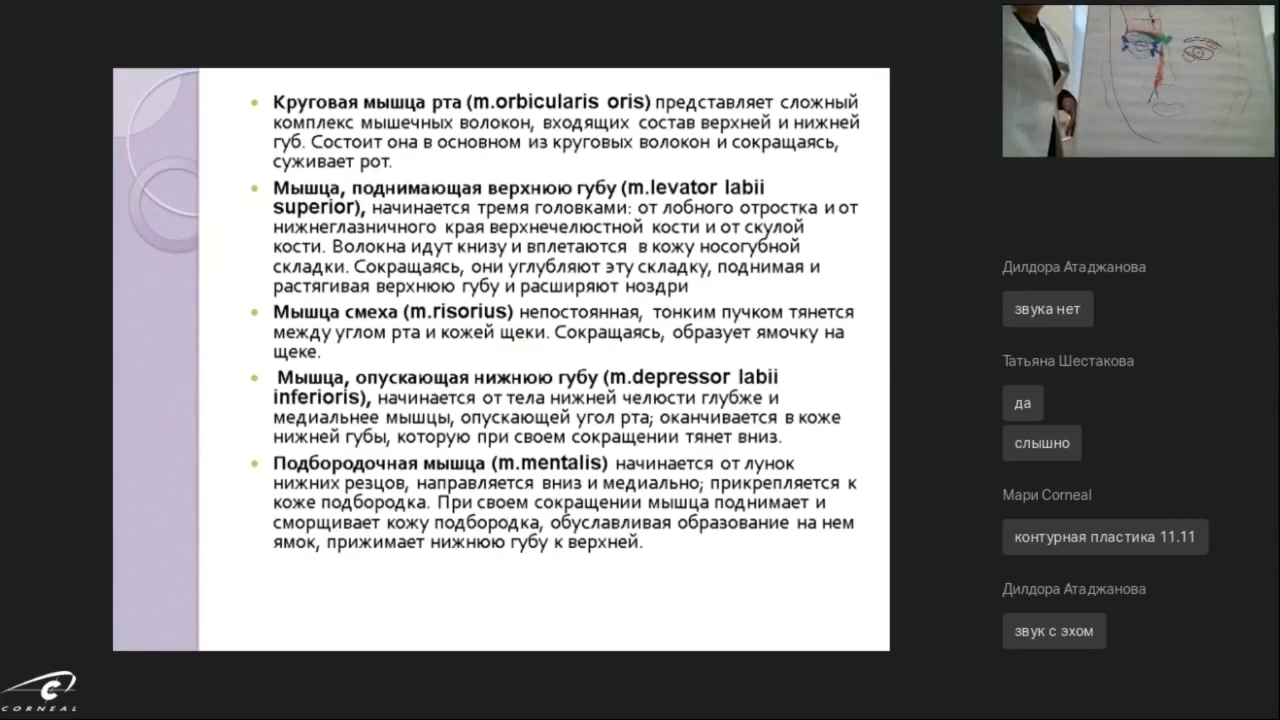 Круговая мышца рта (m.orbicularis oris) представляет сложный
комплекс мышечных волокон, входящих состав верхней и нижней
губ. Состоит она в основном из круговых волокон и сокращаясь,
суживает рот.
Мышца, поднимающая верхнюю губу (m.levator labii
superior), начинается тремя головками: от лобного отростка и от
нижнеглазничного края верхнечелюстной кости и от скулой
кости. Волокна идут книзу и вплетаются в кожу носогубной
складки. Сокращаясь, они углубляют эту складку, поднимая и
растягивая верхнюю губу и расширяют ноздри
Мышца смеха (m.risorius) непостоянная, тонким пучком тянется
между углом рта и кожей щеки. Сокращаясь, образует ямочку на
щеке.
Мышца, опускающая нижнюю губу (m.depressor labii
inferioris), начинается от тела нижней челюсти глубже и
медиальнее мышцы, опускающей угол рта; оканчивается в коже
нижней губы, которую при своем сокращении тянет вниз.
Подбородочная мышца (m.mentalis) начинается от лунок
нижних резцов, направляется вниз и медиально; прикрепляется к
коже подбородка. При своем сокращении мышца поднимает и
сморщивает кожу подбородка, обуславливая образование на нем
ямок, прижимает нижнюю губу к верхней.
Дилдора Атаджанова
звука нет
Татьяна Шестакова
да
слышно
Мари Corneal
контурная пластика 11.11
Дилдора Атаджанова
звук с эхом
CORNEAL